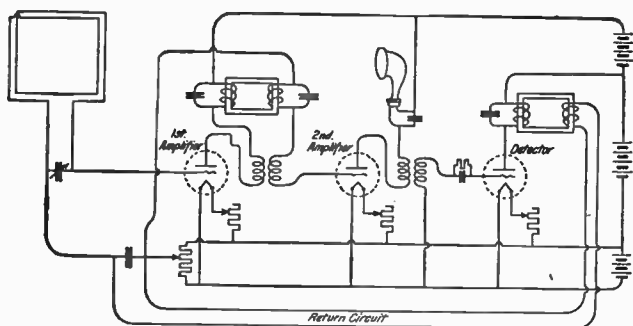 1st.
Amplifier
2nd.
Amplifier
Detector
Return Circuit